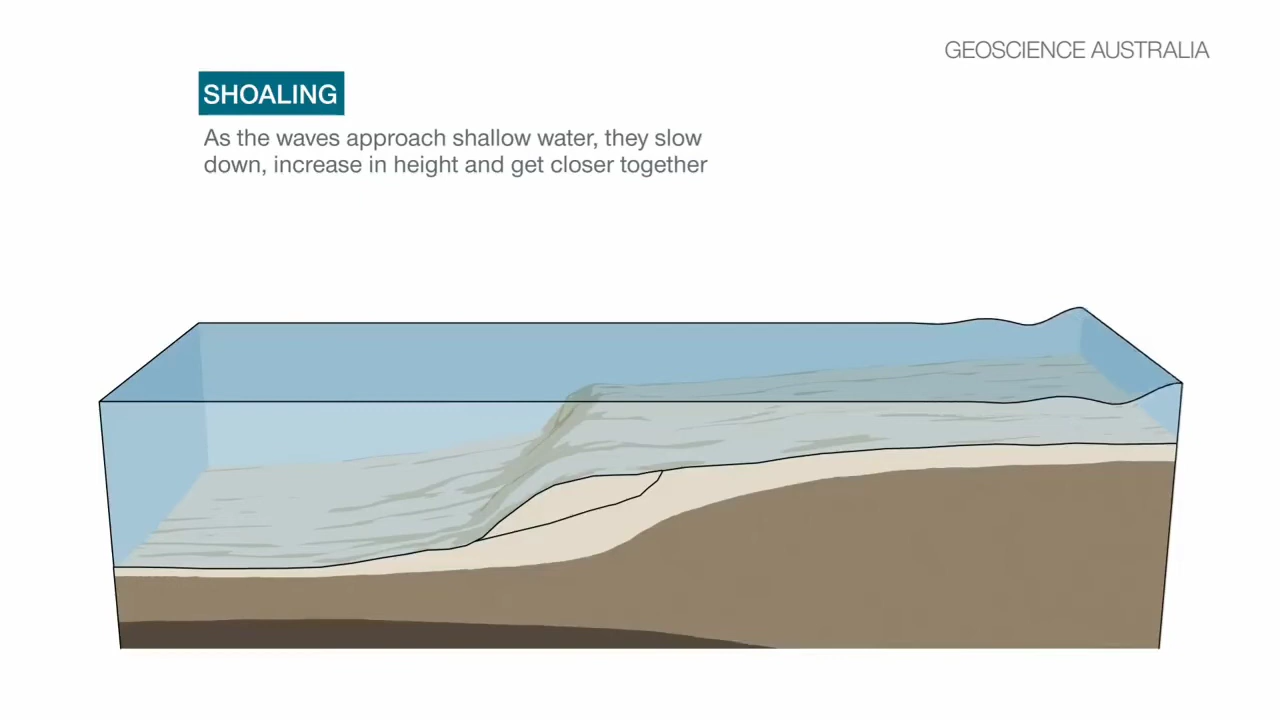 GEOSCIENCE AUSTRALIA
SHOALING
As the waves approach shallow water, they slow
down, increase in height and get closer together